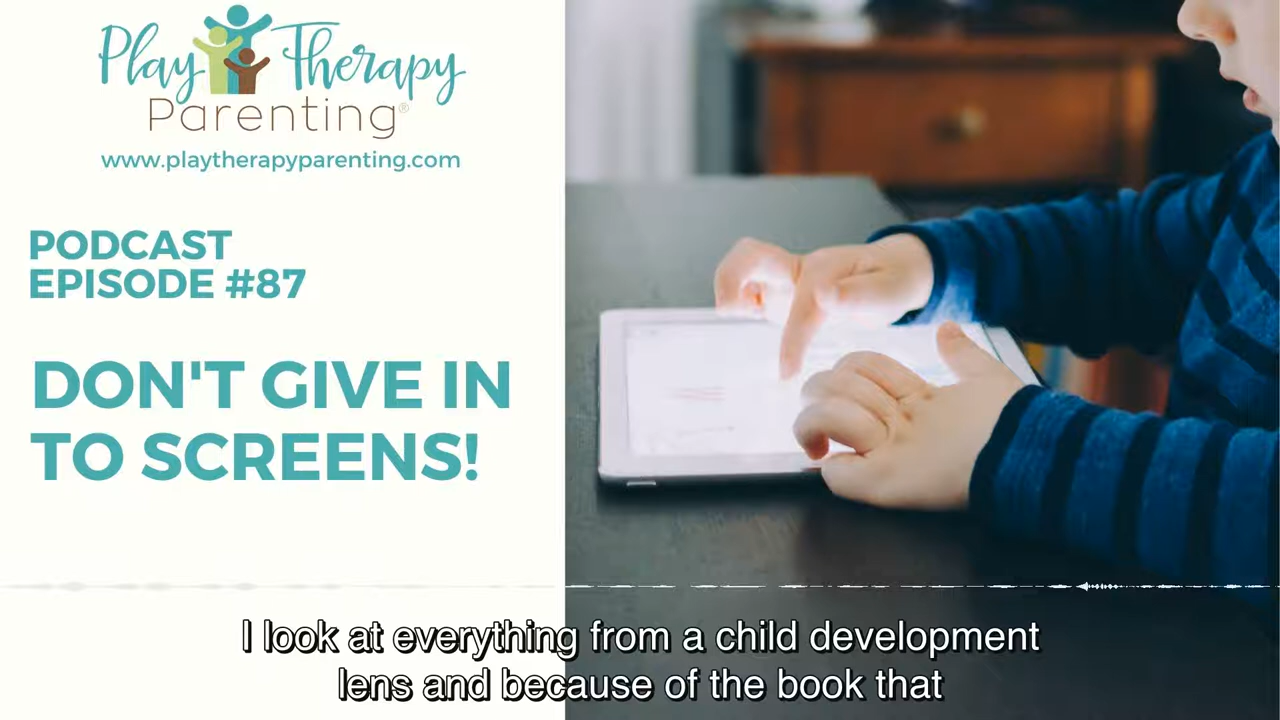 Play Therapy
Parenting®
www.playtherapyparenting.com
PODCAST
EPISODE #87
DON'T GIVE IN
TO SCREENS!
I look at everything from a child development
lens and because of the book that